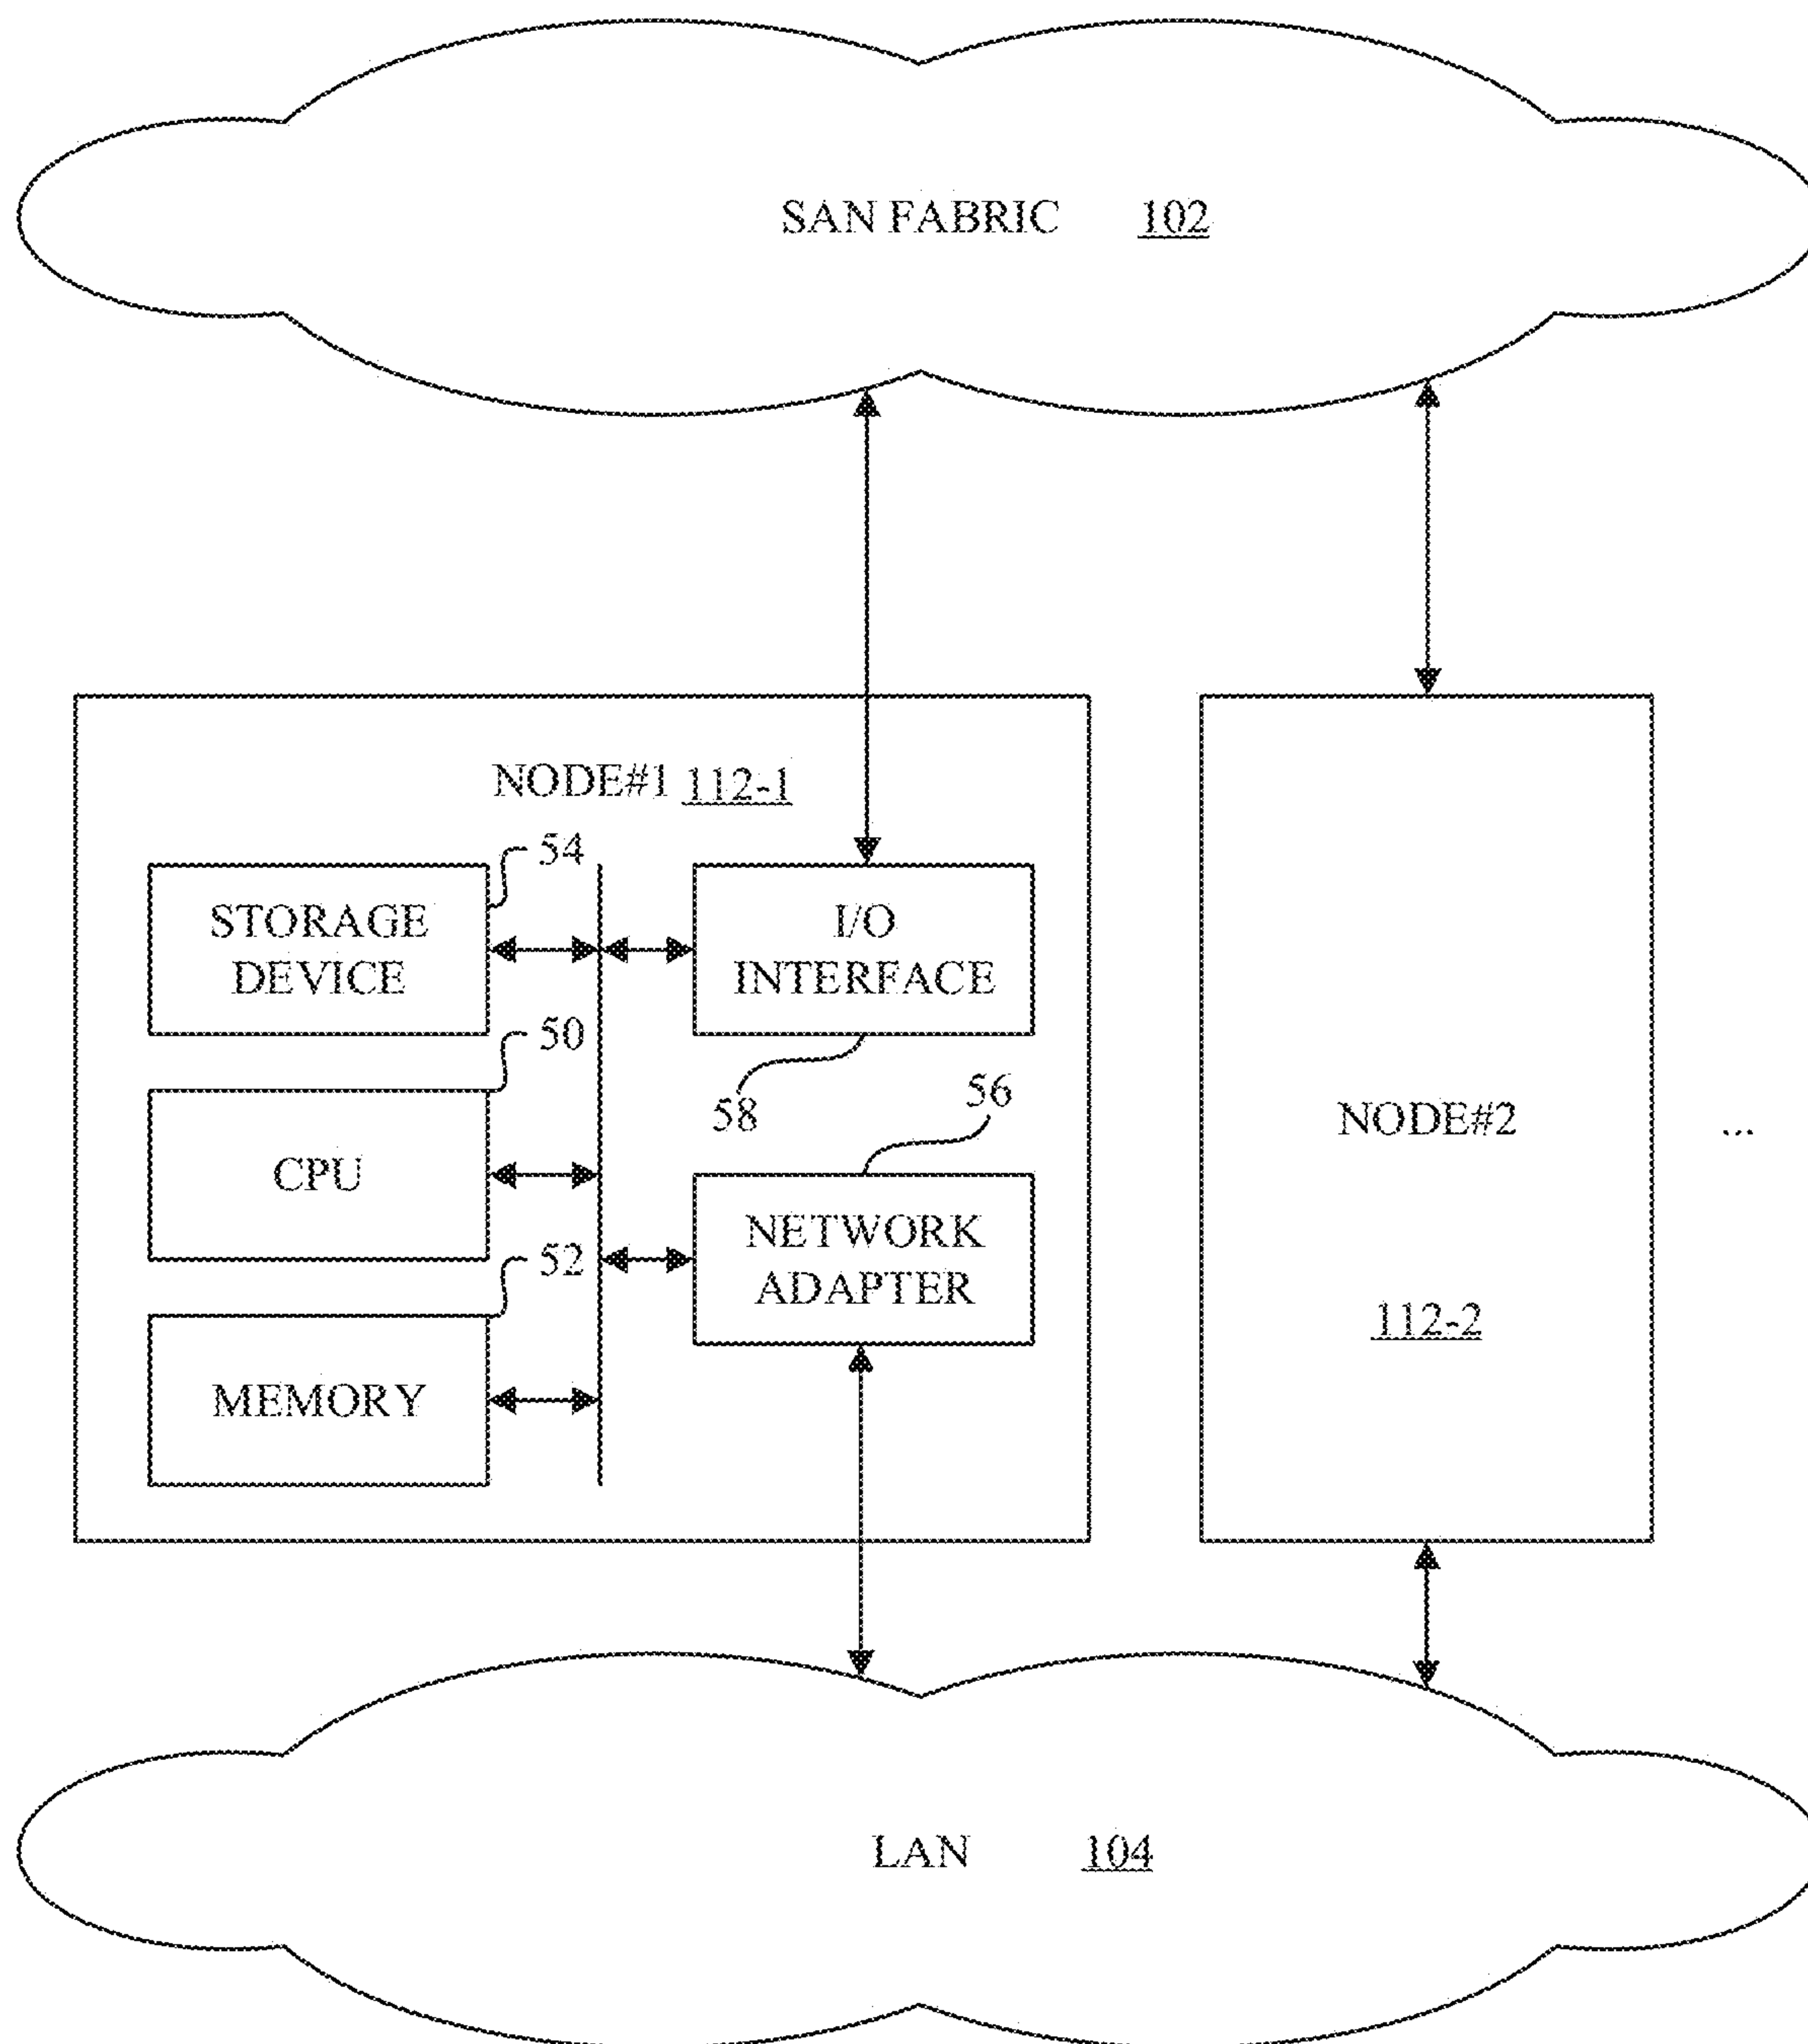 SAN FABRIC 102
NODE#1 112-1
54
STORAGE
DEVICE
I/O
INTERFACE
50
58
56
CPU
NETWORK
ADAPTER
52
MEMORY
NODE#2
112-2
...
LAN 104